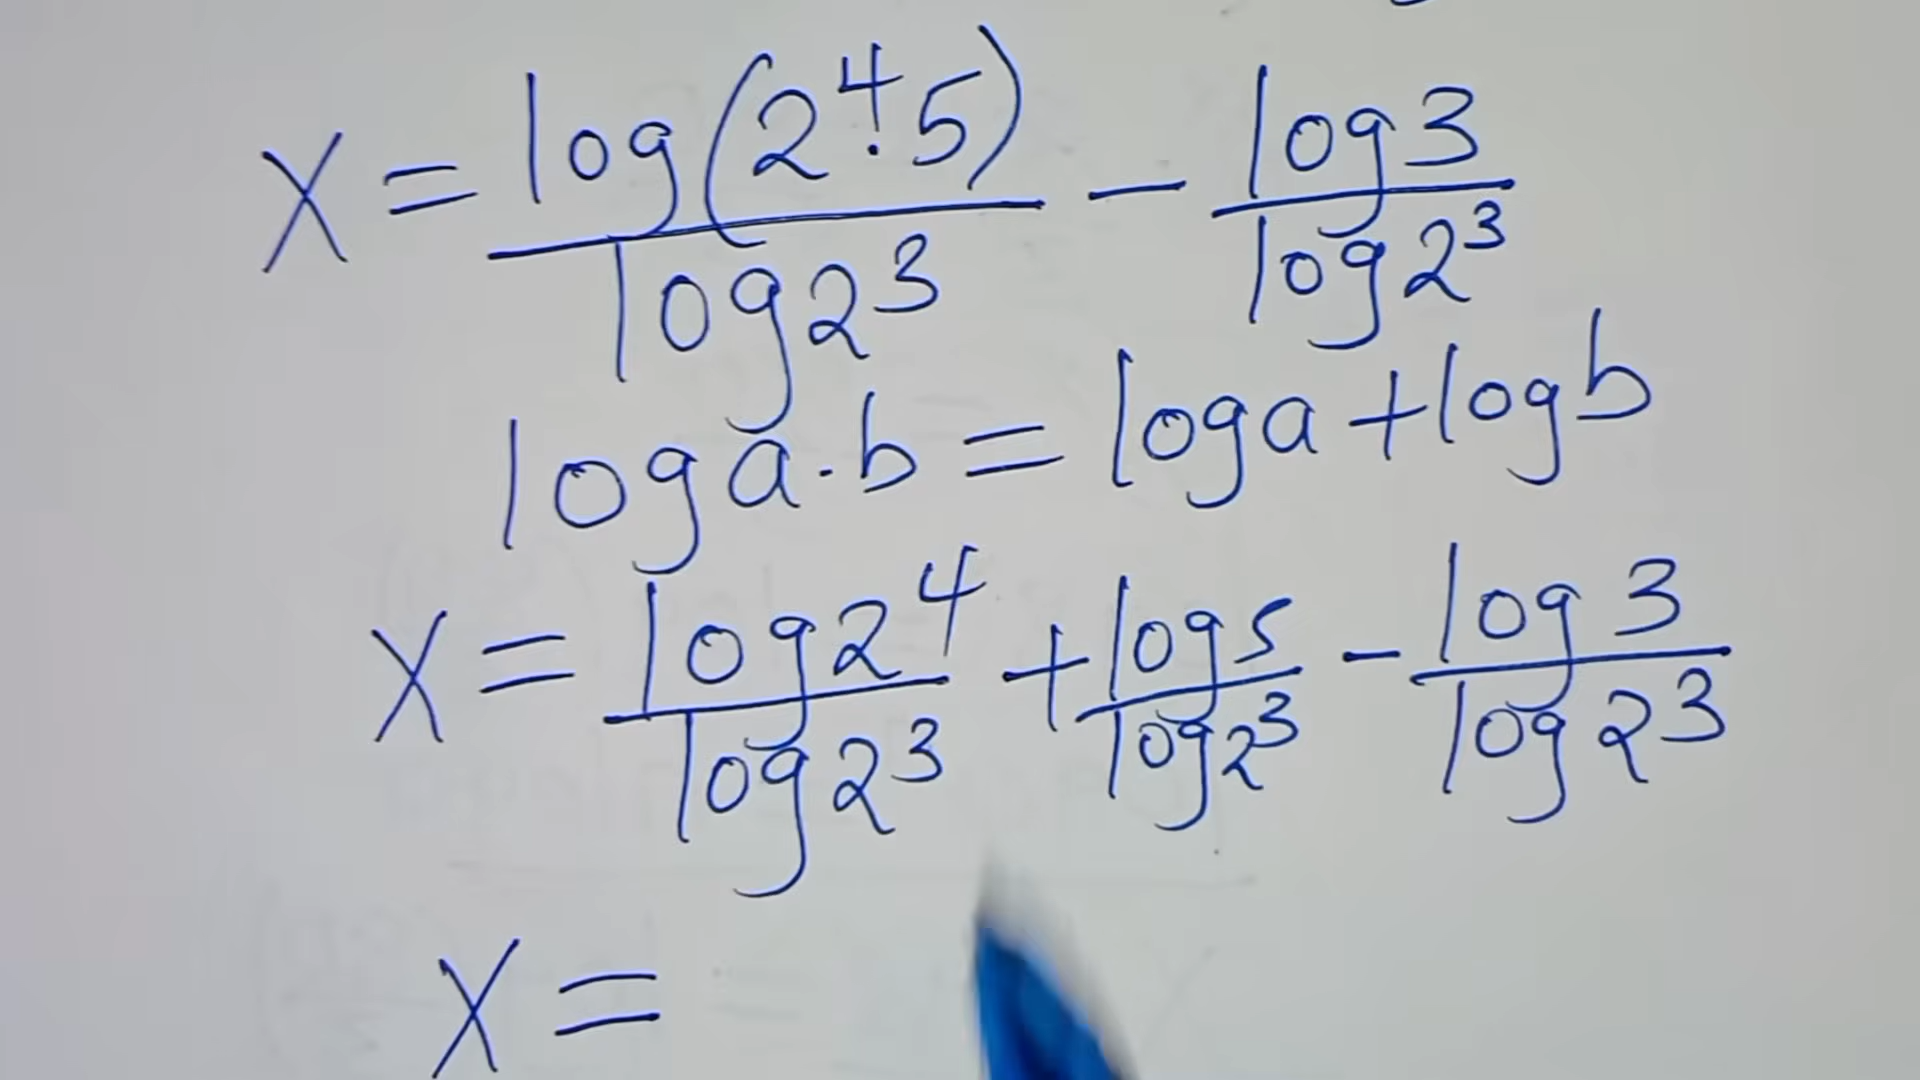 X = log(2⁴·5)/log2³ − log3/log2³
log a·b = log a + log b
X = log2⁴/log2³ + log5/log2³ − log3/log2³
X =